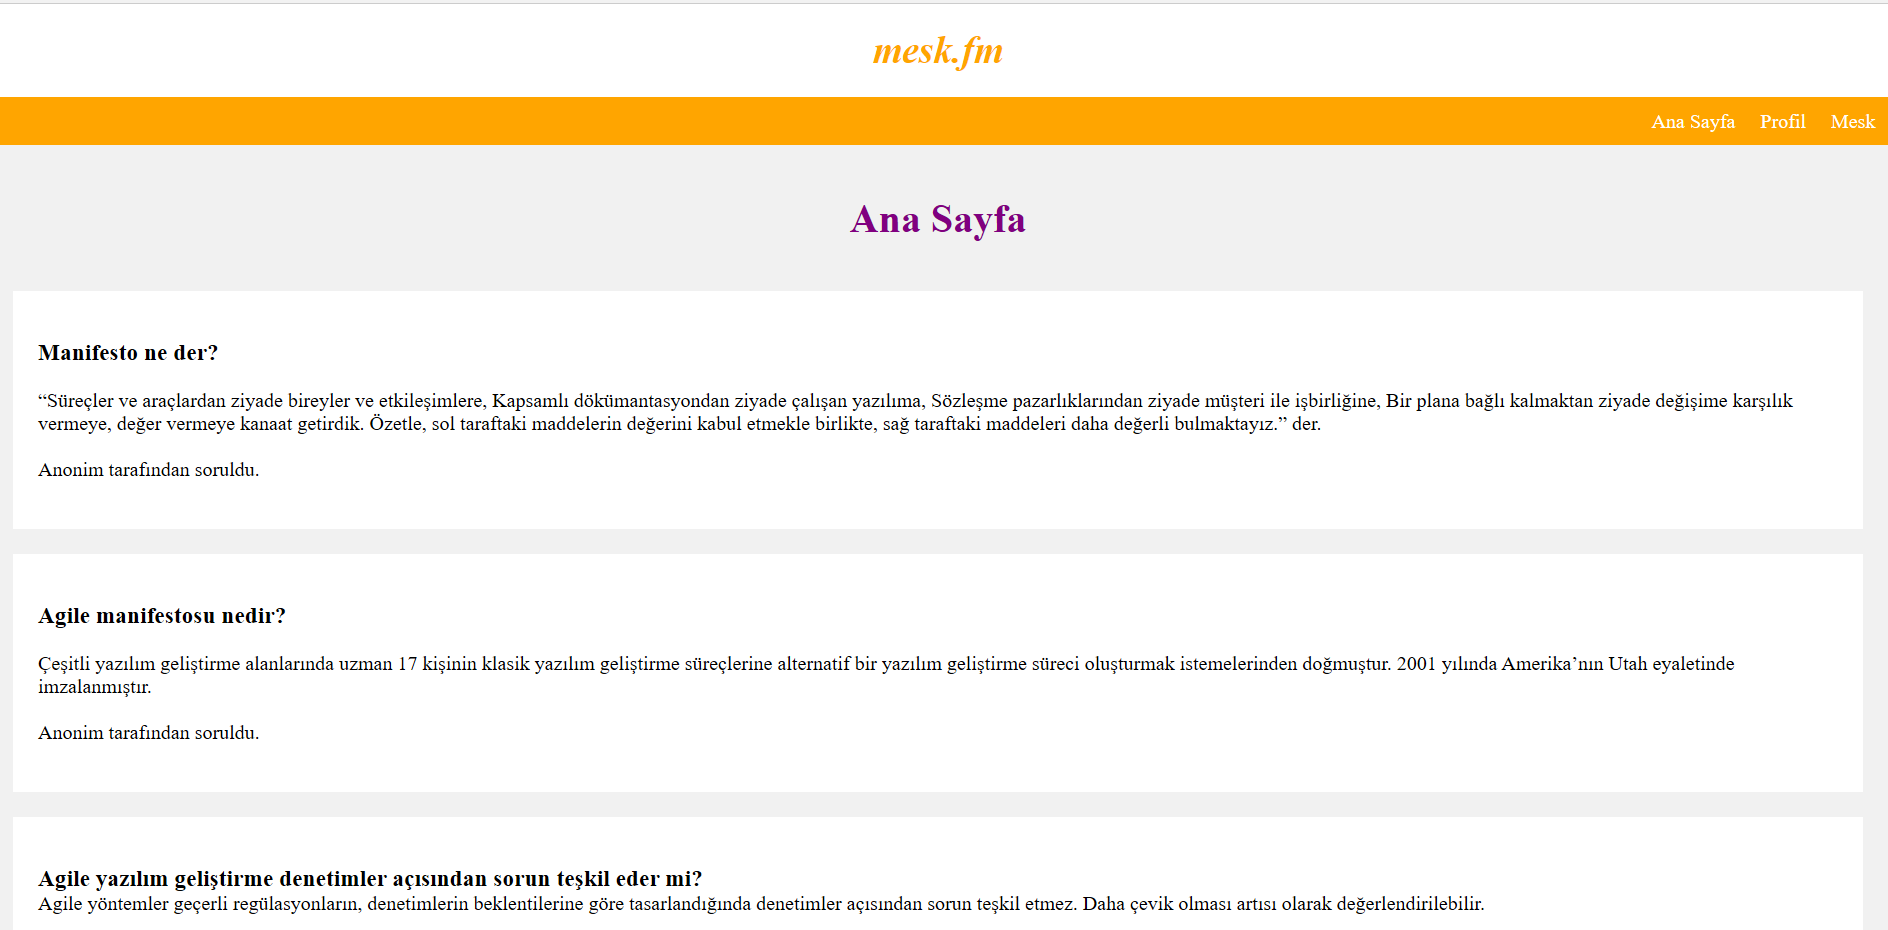 mesk.fm
Ana Sayfa Profil Mesk
Ana Sayfa
Manifesto ne der?
“Süreçler ve araçlardan ziyade bireyler ve etkileşimlere, Kapsamlı dökümantasyondan ziyade çalışan yazılıma, Sözleşme pazarlıklarından ziyade müşteri ile işbirliğine, Bir plana bağlı kalmaktan ziyade değişime karşılık
vermeye, değer vermeye kanaat getirdik. Özetle, sol taraftaki maddelerin değerini kabul etmekle birlikte, sağ taraftaki maddeleri daha değerli bulmaktayız.” der.
Anonim tarafından soruldu.
Agile manifestosu nedir?
Çeşitli yazılım geliştirme alanlarında uzman 17 kişinin klasik yazılım geliştirme süreçlerine alternatif bir yazılım geliştirme süreci oluşturmak istemelerinden doğmuştur. 2001 yılında Amerika’nın Utah eyaletinde
imzalanmıştır.
Anonim tarafından soruldu.
Agile yazılım geliştirme denetimler açısından sorun teşkil eder mi?
Agile yöntemler geçerli regülasyonların, denetimlerin beklentilerine göre tasarlandığında denetimler açısından sorun teşkil etmez. Daha çevik olması artısı olarak değerlendirilebilir.